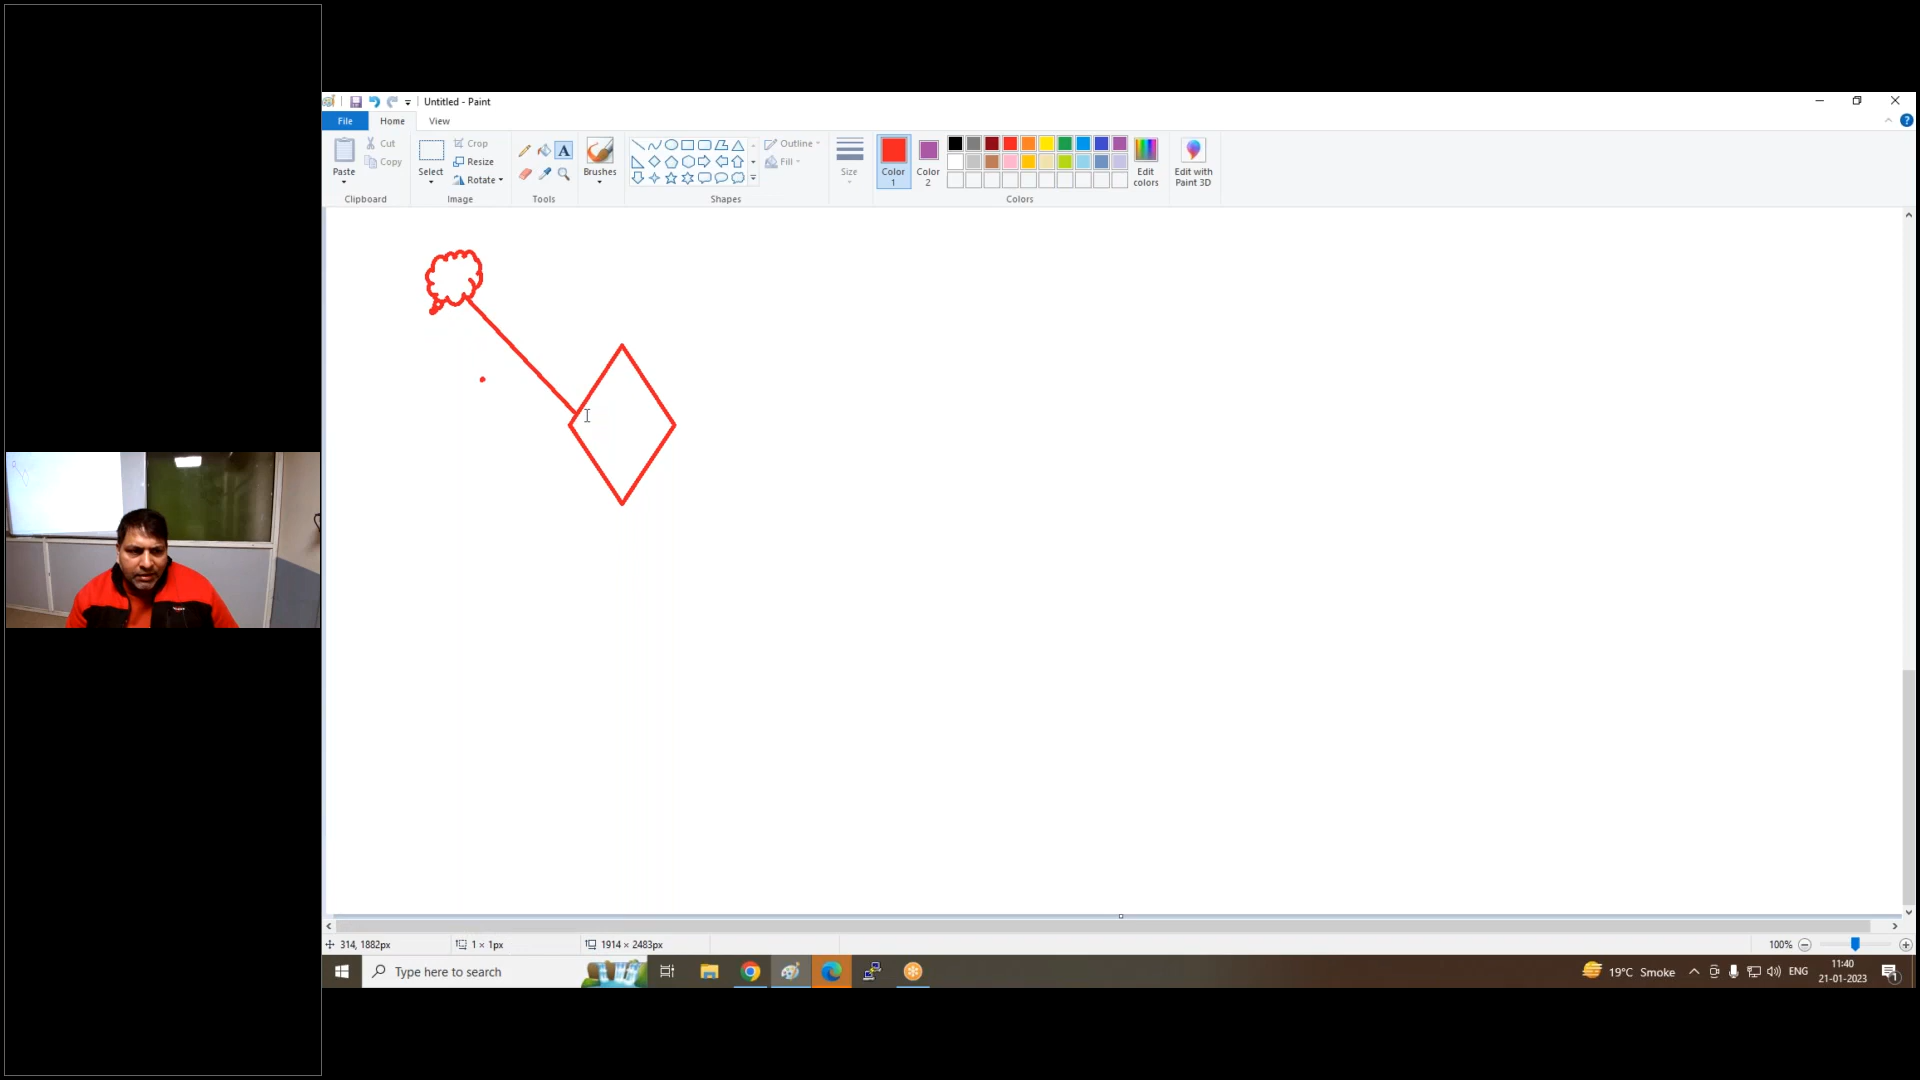 Untitled - Paint
File Home View
Paste
Cut
Copy
Clipboard
Select
Crop
Resize
Rotate
Image
A
Tools
Brushes
Shapes
Outline
Fill
Size
Color 1
Color 2
Edit colors
Colors
Edit with Paint 3D
314, 1882px
1 × 1px
1914 × 2483px
100%
Type here to search
19°C Smoke
ENG
11:40
21-01-2023
1